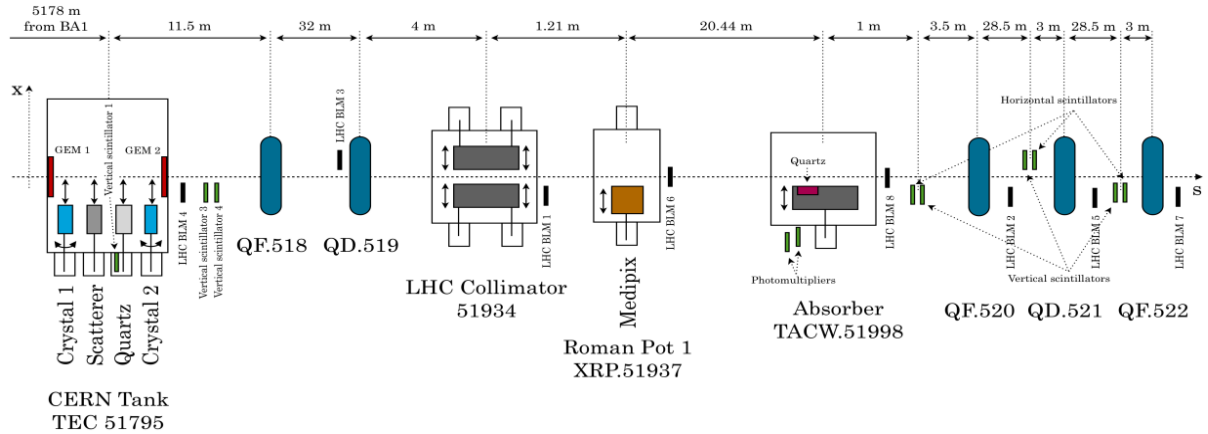 5178 m
from BA1
11.5 m
32 m
4 m
1.21 m
20.44 m
1 m
3.5 m
28.5 m
3 m
28.5 m
3 m
x
GEM 1
Vertical scintillator 1
GEM 2
LHC BLM 4
Vertical scintillator 3
Vertical scintillator 4
LHC BLM 3
LHC BLM 1
LHC BLM 6
Quartz
LHC BLM 8
Horizontal scintillators
LHC BLM 2
LHC BLM 5
LHC BLM 7
s
Photomultipliers
Vertical scintillators
Crystal 1
Scatterer
Quartz
Crystal 2
CERN Tank
TEC 51795
QF.518
QD.519
LHC Collimator
51934
Medipix
Roman Pot 1
XRP.51937
Absorber
TACW.51998
QF.520
QD.521
QF.522